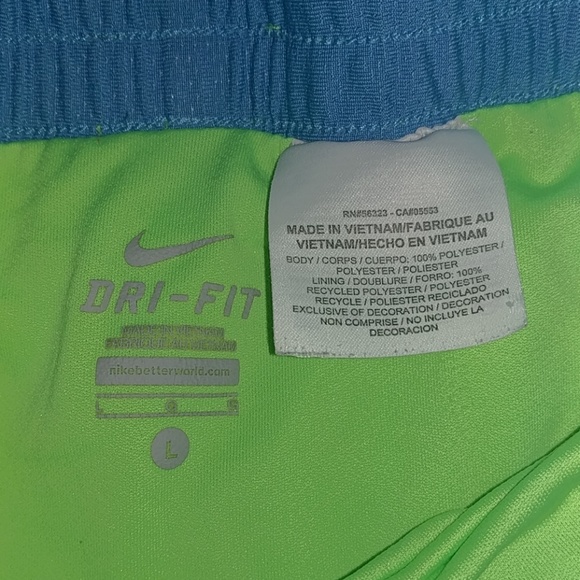 DRI-FIT
nikebetterworld.com
L G G
L
RN#56323 - CA#05553
MADE IN VIETNAM/FABRIQUE AU
VIETNAM/HECHO EN VIETNAM
BODY / CORPS / CUERPO: 100% POLYESTER /
POLYESTER / POLIESTER
LINING / DOUBLURE / FORRO: 100%
RECYCLED POLYESTER / POLYESTER
RECYCLE / POLIESTER RECICLADO
EXCLUSIVE OF DECORATION / DECORATION
NON COMPRISE / NO INCLUYE LA
DECORACION